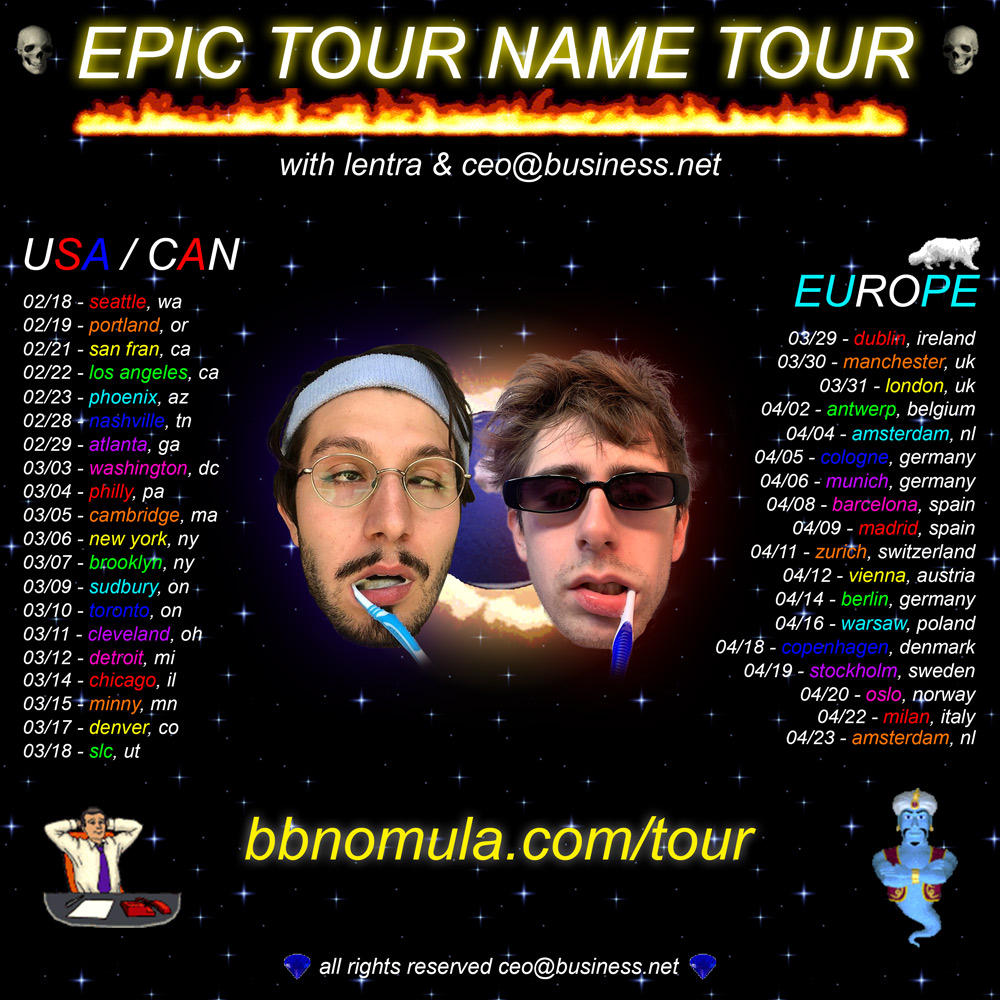 EPIC TOUR NAME TOUR
with lentra & ceo@business.net
USA / CAN
02/18 - seattle, wa
02/19 - portland, or
02/21 - san fran, ca
02/22 - los angeles, ca
02/23 - phoenix, az
02/28 - nashville, tn
02/29 - atlanta, ga
03/03 - washington, dc
03/04 - philly, pa
03/05 - cambridge, ma
03/06 - new york, ny
03/07 - brooklyn, ny
03/09 - sudbury, on
03/10 - toronto, on
03/11 - cleveland, oh
03/12 - detroit, mi
03/14 - chicago, il
03/15 - minny, mn
03/17 - denver, co
03/18 - slc, ut
EUROPE
03/29 - dublin, ireland
03/30 - manchester, uk
03/31 - london, uk
04/02 - antwerp, belgium
04/04 - amsterdam, nl
04/05 - cologne, germany
04/06 - munich, germany
04/08 - barcelona, spain
04/09 - madrid, spain
04/11 - zurich, switzerland
04/12 - vienna, austria
04/14 - berlin, germany
04/16 - warsaw, poland
04/18 - copenhagen, denmark
04/19 - stockholm, sweden
04/20 - oslo, norway
04/22 - milan, italy
04/23 - amsterdam, nl
bbnomula.com/tour
all rights reserved ceo@business.net